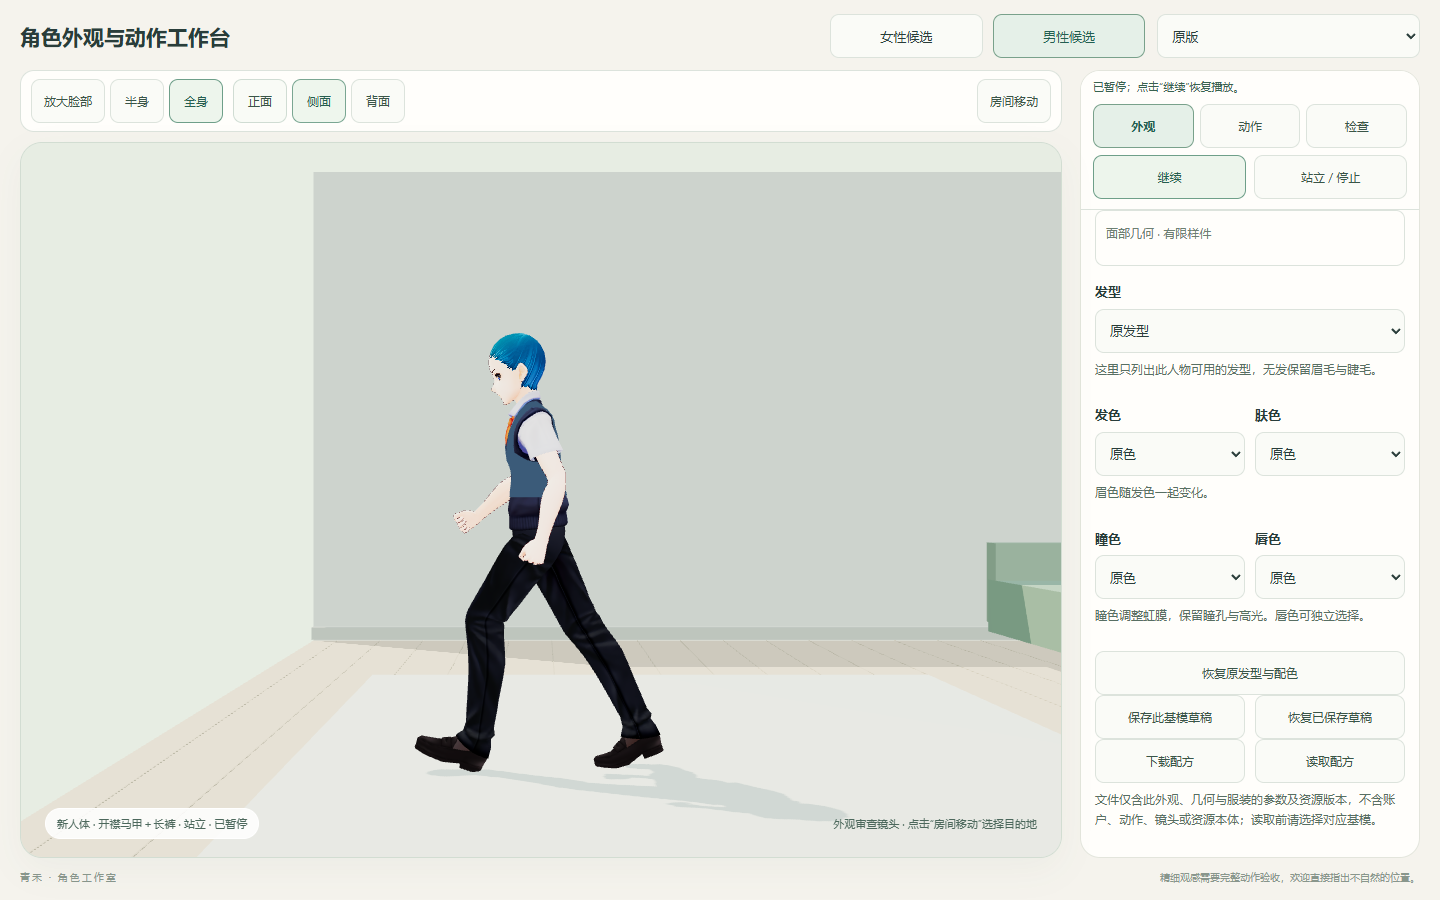 角色外观与动作工作台
女性候选
男性候选
原版
放大脸部
半身
全身
正面
侧面
背面
房间移动
已暂停；点击“继续”恢复播放。
外观
动作
检查
继续
站立 / 停止
面部几何 · 有限样件
发型
原发型
这里只列出此人物可用的发型，无发保留眉毛与睫毛。
发色
肤色
原色
原色
眉色随发色一起变化。
瞳色
唇色
原色
原色
瞳色调整虹膜，保留瞳孔与高光。唇色可独立选择。
恢复原发型与配色
保存此基模草稿
恢复已保存草稿
下载配方
读取配方
文件仅含此外观、几何与服装的参数及资源版本，不含账
户、动作、镜头或资源本体；读取前请选择对应基模。
新人体 · 开襟马甲 + 长裤 · 站立 · 已暂停
外观审查镜头 · 点击“房间移动”选择目的地
青禾 · 角色工作室
精细观感需要完整动作验收，欢迎直接指出不自然的位置。